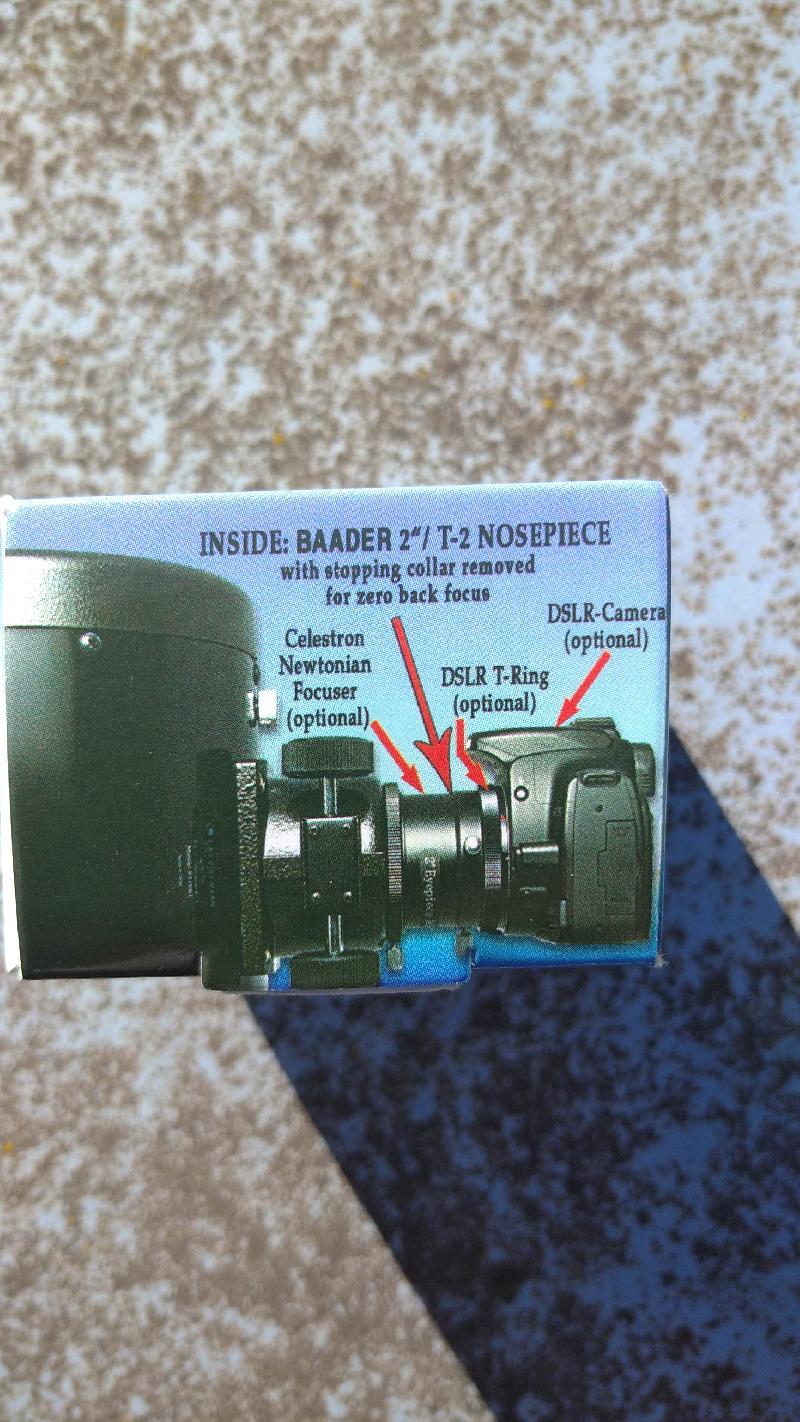 INSIDE: BAADER 2"/ T-2 NOSEPIECE
with stopping collar removed
for zero back focus
DSLR-Camera
(optional)
Celestron
Newtonian
Focuser
(optional)
DSLR T-Ring
(optional)